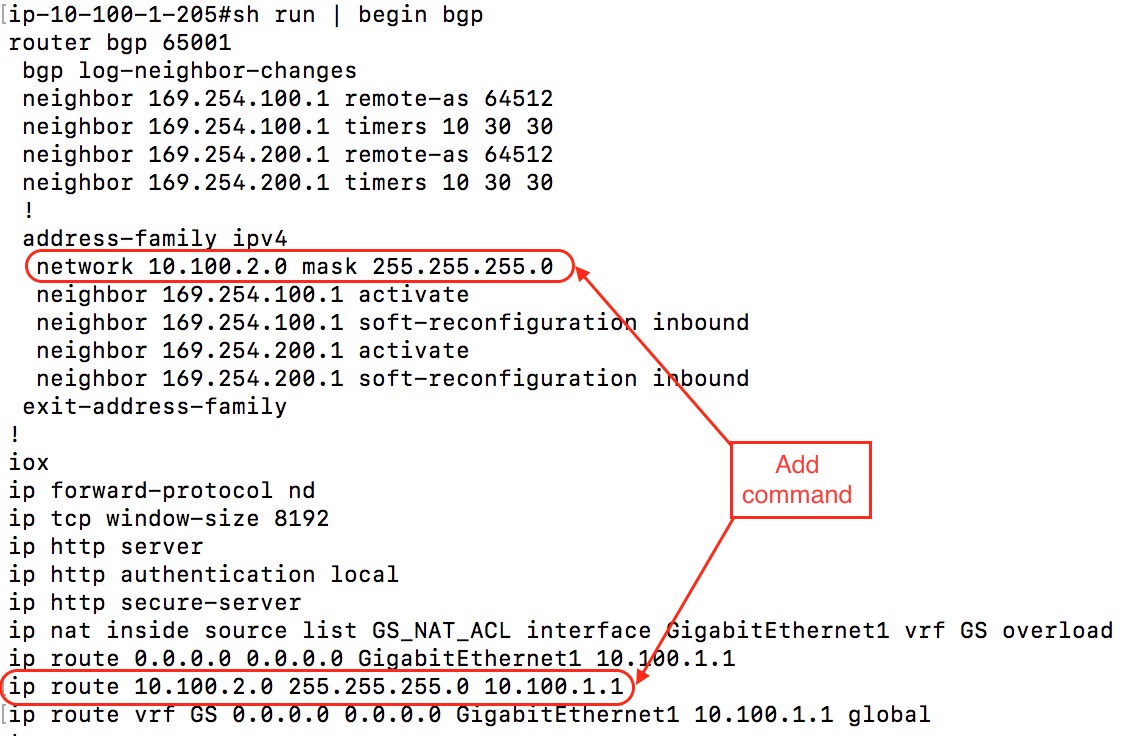 ip-10-100-1-205#sh run | begin bgp
router bgp 65001
 bgp log-neighbor-changes
 neighbor 169.254.100.1 remote-as 64512
 neighbor 169.254.100.1 timers 10 30 30
 neighbor 169.254.200.1 remote-as 64512
 neighbor 169.254.200.1 timers 10 30 30
 !
 address-family ipv4
  network 10.100.2.0 mask 255.255.255.0
  neighbor 169.254.100.1 activate
  neighbor 169.254.100.1 soft-reconfiguration inbound
  neighbor 169.254.200.1 activate
  neighbor 169.254.200.1 soft-reconfiguration inbound
 exit-address-family
!
iox
ip forward-protocol nd
ip tcp window-size 8192
ip http server
ip http authentication local
ip http secure-server
ip nat inside source list GS_NAT_ACL interface GigabitEthernet1 vrf GS overload
ip route 0.0.0.0 0.0.0.0 GigabitEthernet1 10.100.1.1
ip route 10.100.2.0 255.255.255.0 10.100.1.1
ip route vrf GS 0.0.0.0 0.0.0.0 GigabitEthernet1 10.100.1.1 global
Add
command